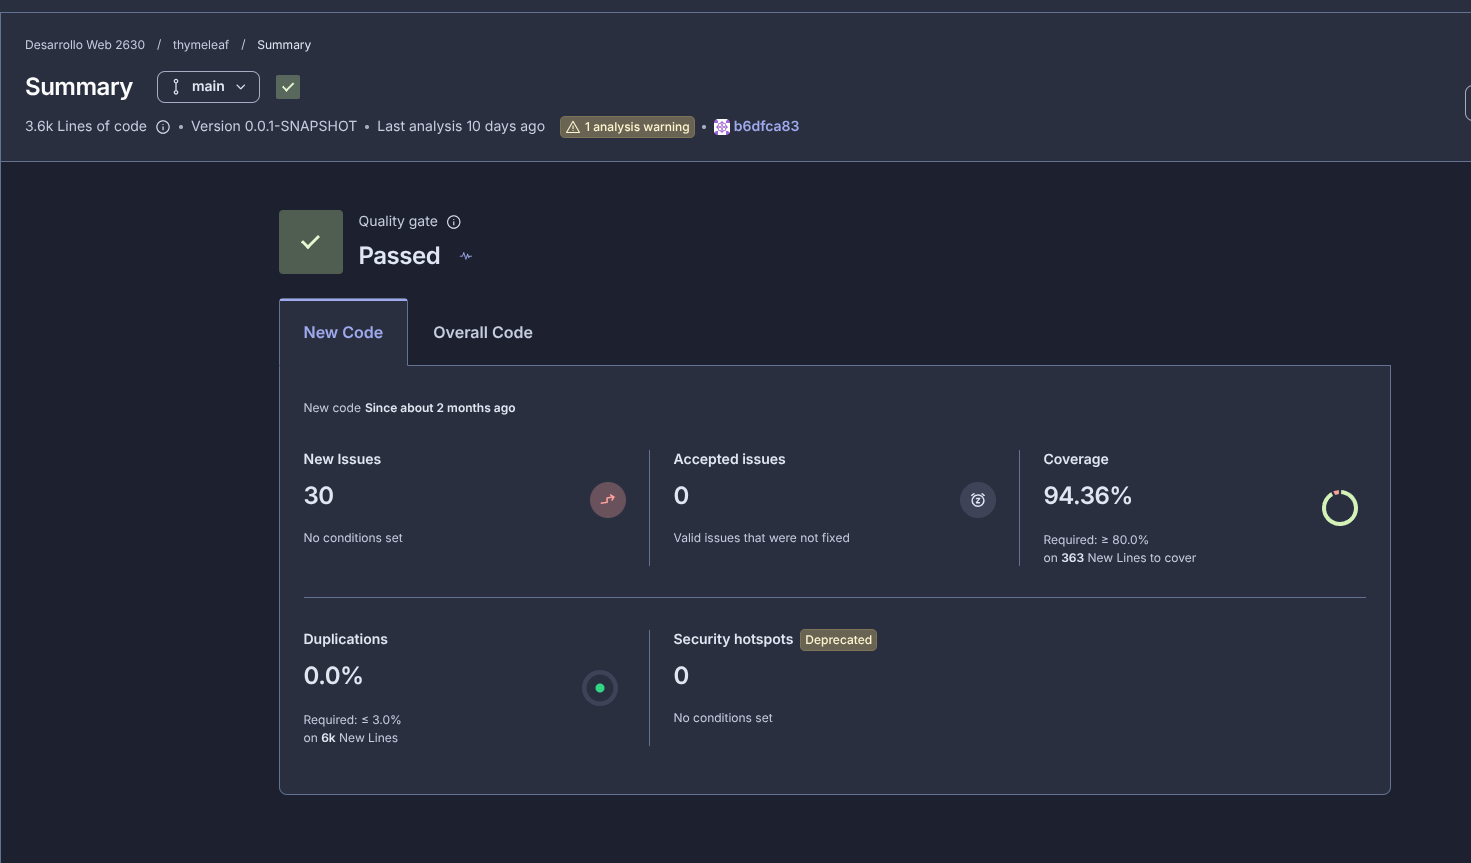 Desarrollo Web 2630 / thymeleaf / Summary
Summary main
3.6k Lines of code • Version 0.0.1-SNAPSHOT • Last analysis 10 days ago 1 analysis warning • b6dfca83
Quality gate
Passed
New Code Overall Code
New code Since about 2 months ago
New Issues
30
No conditions set
Accepted issues
0
Valid issues that were not fixed
Coverage
94.36%
Required: ≥ 80.0%
on 363 New Lines to cover
Duplications
0.0%
Required: ≤ 3.0%
on 6k New Lines
Security hotspots Deprecated
0
No conditions set